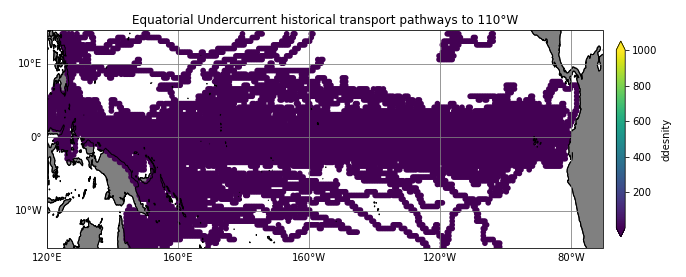 Equatorial Undercurrent historical transport pathways to 110°W
10°E
0°
10°W
120°E
160°E
160°W
120°W
80°W
1000
800
600
400
200
ddesnity